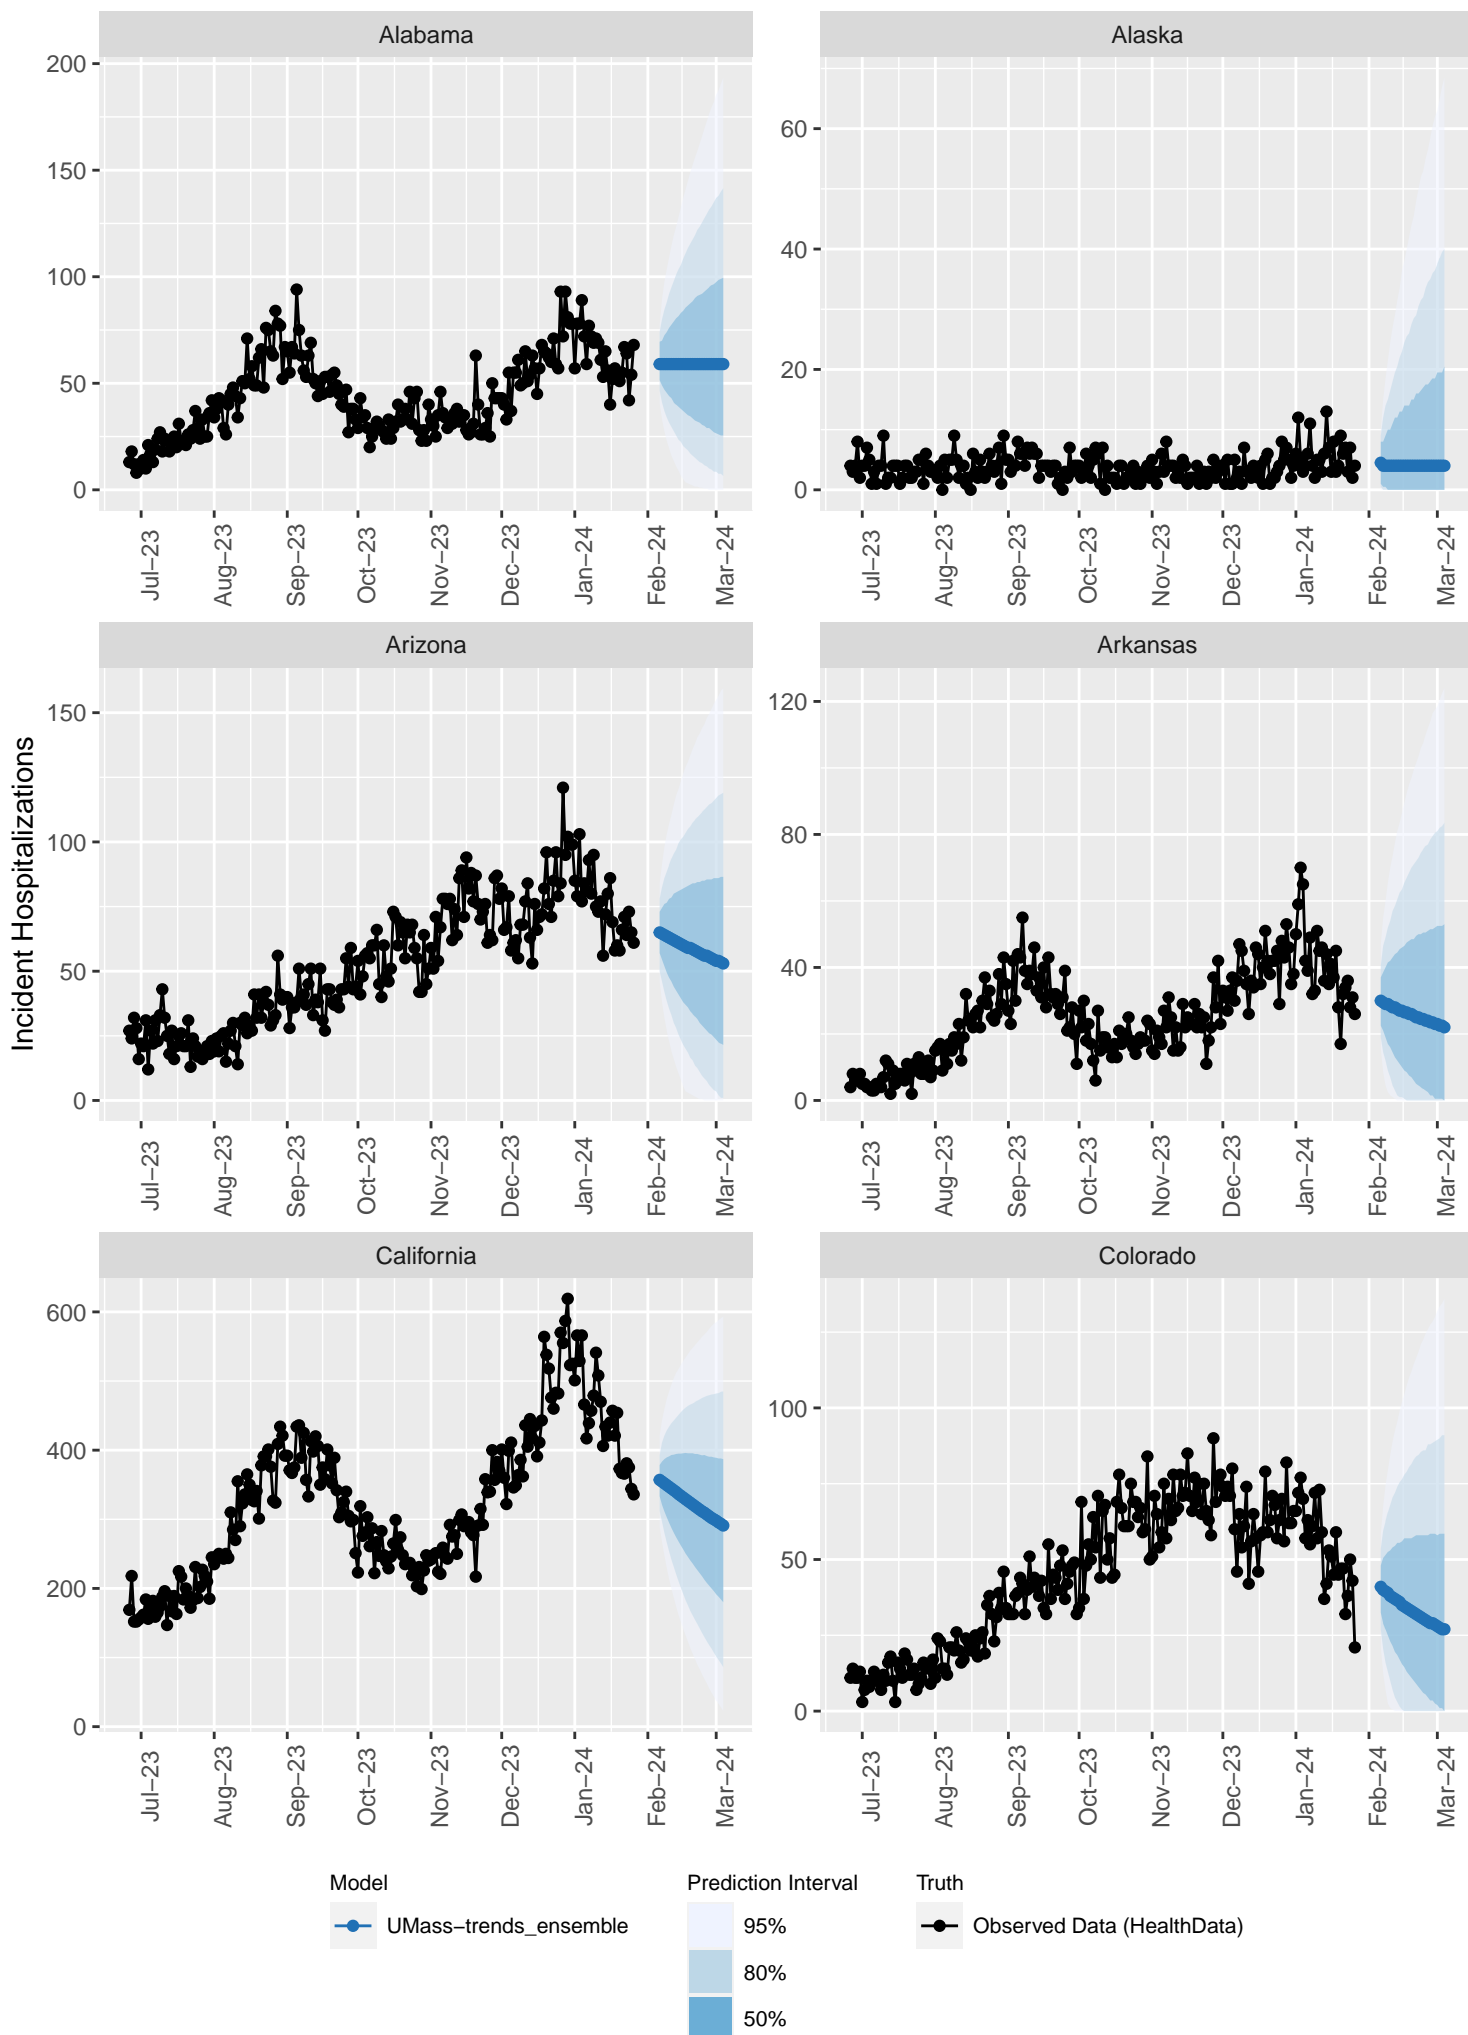 Alabama
Alaska
200
150
100
50
0
60
40
20
0
Jul−23
Aug−23
Sep−23
Oct−23
Nov−23
Dec−23
Jan−24
Feb−24
Mar−24
Jul−23
Aug−23
Sep−23
Oct−23
Nov−23
Dec−23
Jan−24
Feb−24
Mar−24
Incident Hospitalizations
Arizona
Arkansas
150
100
50
0
120
80
40
0
Jul−23
Aug−23
Sep−23
Oct−23
Nov−23
Dec−23
Jan−24
Feb−24
Mar−24
Jul−23
Aug−23
Sep−23
Oct−23
Nov−23
Dec−23
Jan−24
Feb−24
Mar−24
California
Colorado
600
400
200
0
100
50
0
Jul−23
Aug−23
Sep−23
Oct−23
Nov−23
Dec−23
Jan−24
Feb−24
Mar−24
Jul−23
Aug−23
Sep−23
Oct−23
Nov−23
Dec−23
Jan−24
Feb−24
Mar−24
Model
UMass−trends_ensemble
Prediction Interval
95%
80%
50%
Truth
Observed Data (HealthData)